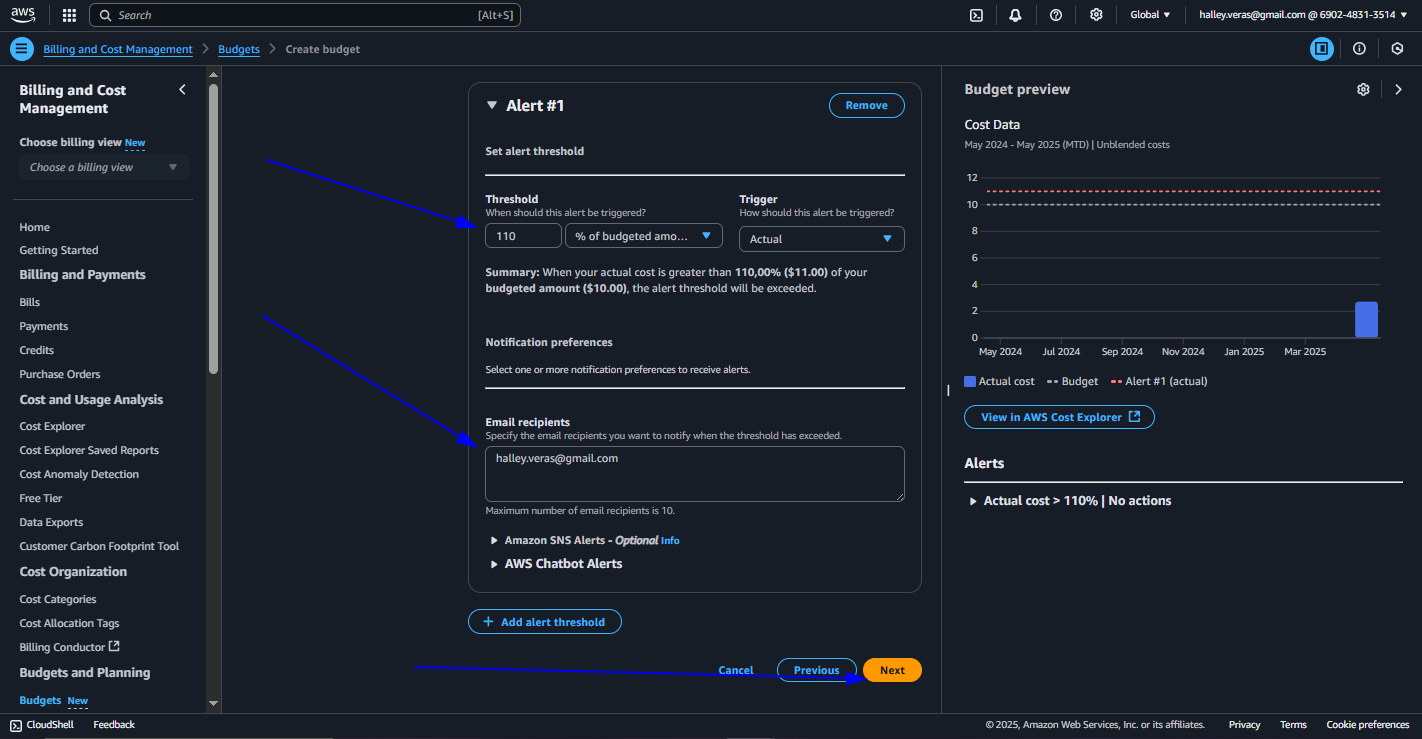 aws
Search
[Alt+S]
Global
halley.veras@gmail.com @ 6902-4831-3514
Billing and Cost Management
Budgets
Create budget
Billing and Cost
Management
Choose billing view New
Choose a billing view
Home
Getting Started
Billing and Payments
Bills
Payments
Credits
Purchase Orders
Cost and Usage Analysis
Cost Explorer
Cost Explorer Saved Reports
Cost Anomaly Detection
Free Tier
Data Exports
Customer Carbon Footprint Tool
Cost Organization
Cost Categories
Cost Allocation Tags
Billing Conductor
Budgets and Planning
Budgets New
Alert #1
Remove
Set alert threshold
Threshold
When should this alert be triggered?
110
% of budgeted amo...
Trigger
How should this alert be triggered?
Actual
Summary: When your actual cost is greater than 110,00% ($11.00) of your
budgeted amount ($10.00), the alert threshold will be exceeded.
Notification preferences
Select one or more notification preferences to receive alerts.
Email recipients
Specify the email recipients you want to notify when the threshold has exceeded.
halley.veras@gmail.com
Maximum number of email recipients is 10.
Amazon SNS Alerts - Optional Info
AWS Chatbot Alerts
Add alert threshold
Cancel
Previous
Next
Budget preview
Cost Data
May 2024 - May 2025 (MTD) | Unblended costs
12
10
8
6
4
2
0
May 2024
Jul 2024
Sep 2024
Nov 2024
Jan 2025
Mar 2025
Actual cost
Budget
Alert #1 (actual)
View in AWS Cost Explorer
Alerts
Actual cost > 110% | No actions
CloudShell
Feedback
© 2025, Amazon Web Services, Inc. or its affiliates.
Privacy
Terms
Cookie preferences